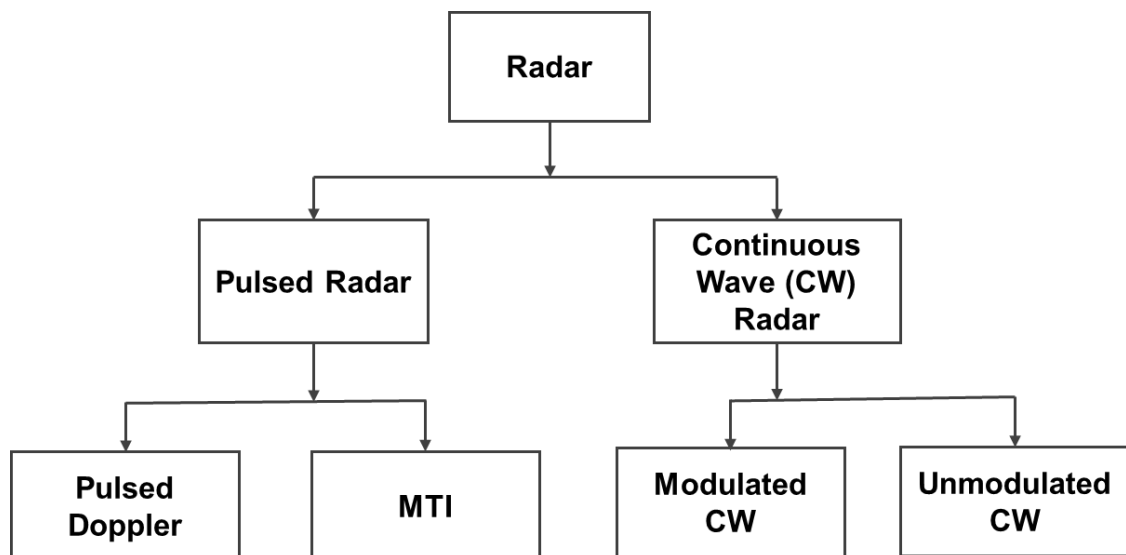 Radar
Pulsed Radar
Continuous
Wave (CW)
Radar
Pulsed
Doppler
MTI
Modulated
CW
Unmodulated
CW